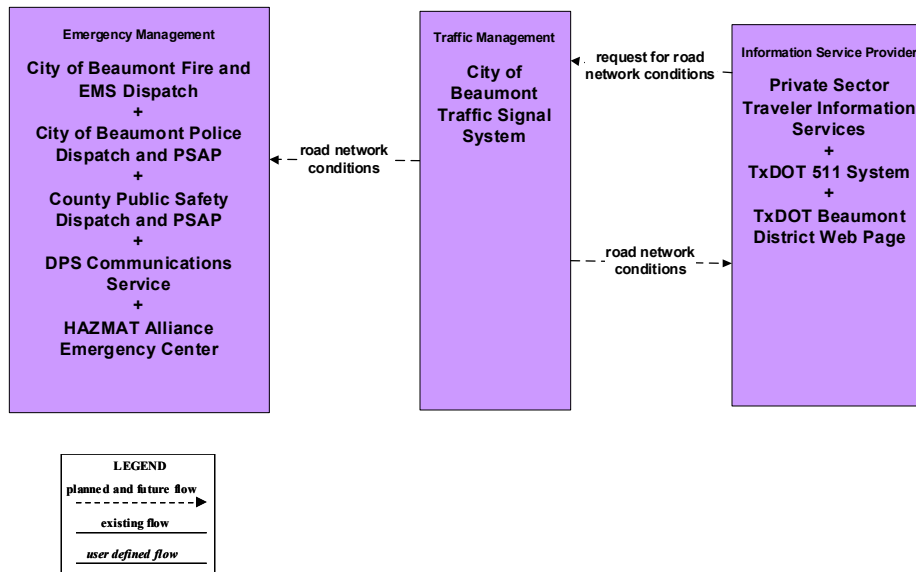 Emergency Management
City of Beaumont Fire and
EMS Dispatch
+
City of Beaumont Police
Dispatch and PSAP
+
County Public Safety
Dispatch and PSAP
+
DPS Communications
Service
+
HAZMAT Alliance
Emergency Center
road network
conditions
Traffic Management
City of
Beaumont
Traffic Signal
System
request for road
network conditions
road network
conditions
Information Service Provider
Private Sector
Traveler Information
Services
+
TxDOT 511 System
+
TxDOT Beaumont
District Web Page
LEGEND
planned and future flow
existing flow
user defined flow